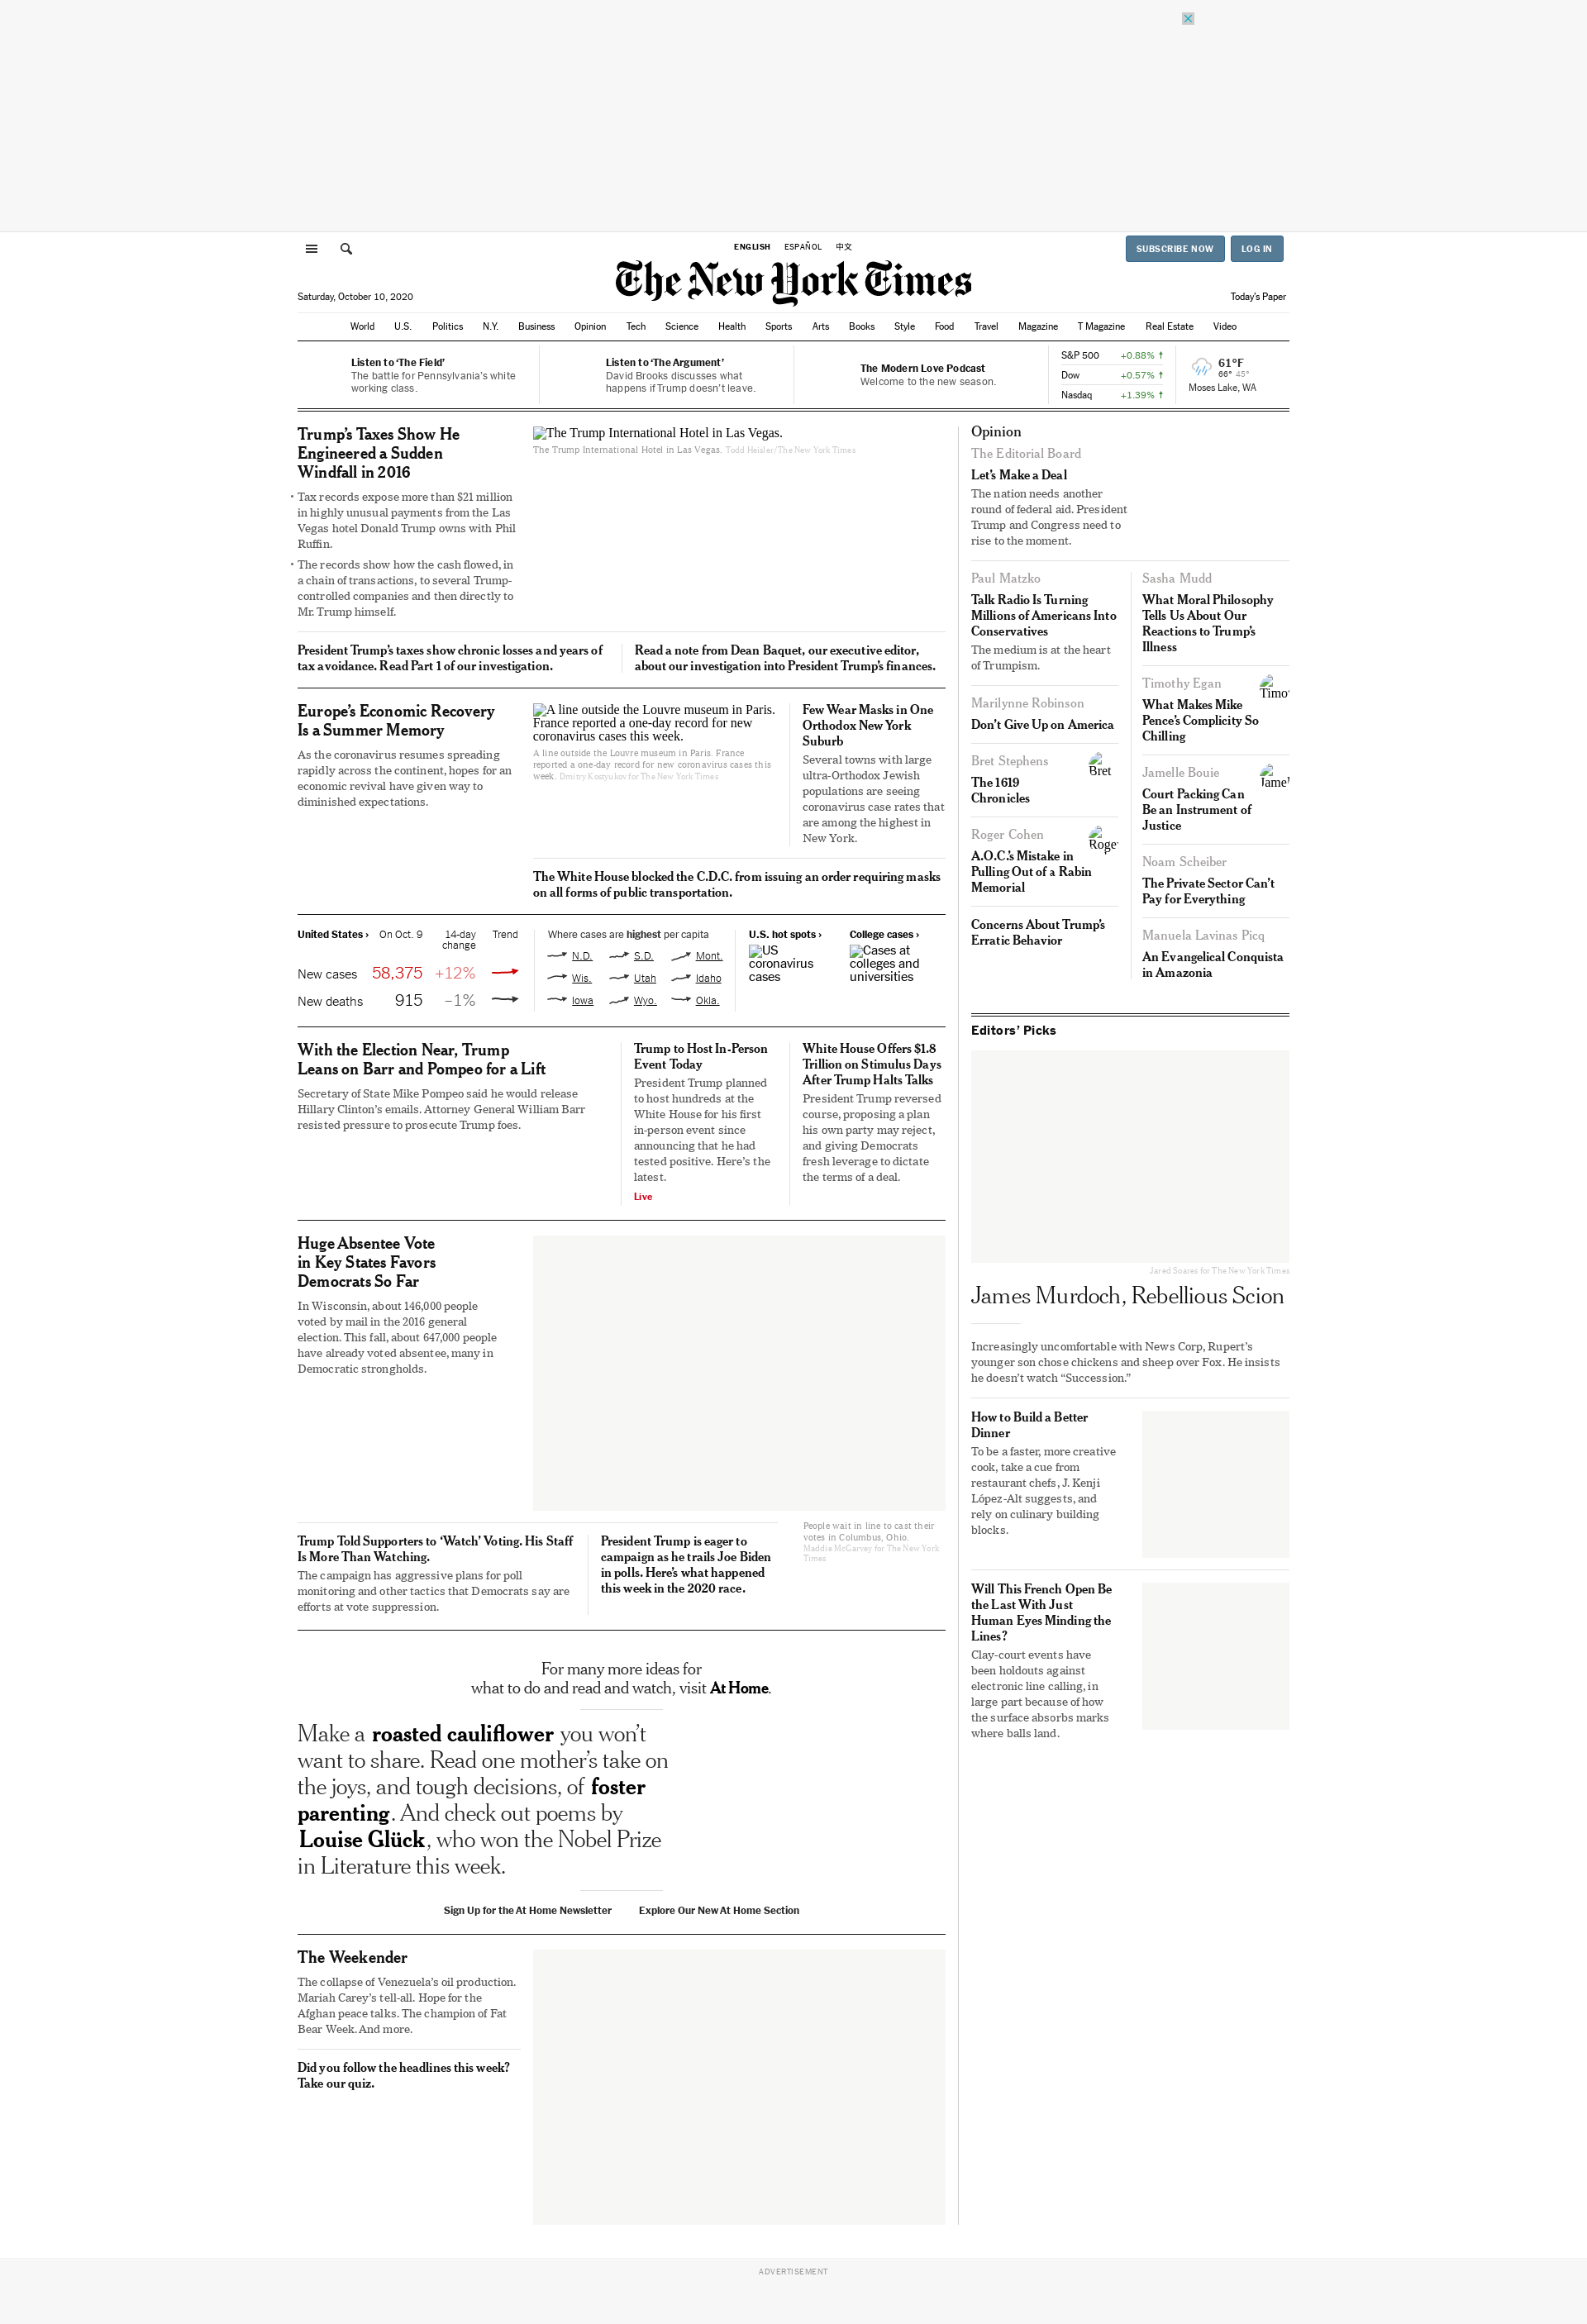 ENGLISH ESPAÑOL 中文
SUBSCRIBE NOW LOG IN
The New York Times
Saturday, October 10, 2020
Today's Paper
World U.S. Politics N.Y. Business Opinion Tech Science Health Sports Arts Books Style Food Travel Magazine T Magazine Real Estate Video
Listen to ‘The Field’
The battle for Pennsylvania’s white
working class.
Listen to ‘The Argument’
David Brooks discusses what
happens if Trump doesn’t leave.
The Modern Love Podcast
Welcome to the new season.
S&P 500 +0.88%
Dow +0.57%
Nasdaq +1.39%
61°F
66° 45°
Moses Lake, WA
Trump’s Taxes Show He
Engineered a Sudden
Windfall in 2016
• Tax records expose more than $21 million
in highly unusual payments from the Las
Vegas hotel Donald Trump owns with Phil
Ruffin.
• The records show how the cash flowed, in
a chain of transactions, to several Trump-
controlled companies and then directly to
Mr. Trump himself.
The Trump International Hotel in Las Vegas.
The Trump International Hotel in Las Vegas. Todd Heisler/The New York Times
President Trump’s taxes show chronic losses and years of
tax avoidance. Read Part 1 of our investigation.
Read a note from Dean Baquet, our executive editor,
about our investigation into President Trump’s finances.
Europe’s Economic Recovery
Is a Summer Memory
As the coronavirus resumes spreading
rapidly across the continent, hopes for an
economic revival have given way to
diminished expectations.
A line outside the Louvre museum in Paris.
France reported a one-day record for new
coronavirus cases this week.
A line outside the Louvre museum in Paris. France
reported a one-day record for new coronavirus cases this
week. Dmitry Kostyukov for The New York Times
Few Wear Masks in One
Orthodox New York
Suburb
Several towns with large
ultra-Orthodox Jewish
populations are seeing
coronavirus case rates that
are among the highest in
New York.
The White House blocked the C.D.C. from issuing an order requiring masks
on all forms of public transportation.
United States › On Oct. 9 14-day
change Trend
New cases 58,375 +12%
New deaths 915 –1%
Where cases are highest per capita
N.D. S.D. Mont.
Wis. Utah Idaho
Iowa Wyo. Okla.
U.S. hot spots ›
US
coronavirus
cases
College cases ›
Cases at
colleges and
universities
With the Election Near, Trump
Leans on Barr and Pompeo for a Lift
Secretary of State Mike Pompeo said he would release
Hillary Clinton’s emails. Attorney General William Barr
resisted pressure to prosecute Trump foes.
Trump to Host In-Person
Event Today
President Trump planned
to host hundreds at the
White House for his first
in-person event since
announcing that he had
tested positive. Here’s the
latest.
Live
White House Offers $1.8
Trillion on Stimulus Days
After Trump Halts Talks
President Trump reversed
course, proposing a plan
his own party may reject,
and giving Democrats
fresh leverage to dictate
the terms of a deal.
Huge Absentee Vote
in Key States Favors
Democrats So Far
In Wisconsin, about 146,000 people
voted by mail in the 2016 general
election. This fall, about 647,000 people
have already voted absentee, many in
Democratic strongholds.
People wait in line to cast their
votes in Columbus, Ohio.
Maddie McGarvey for The New York
Times
Trump Told Supporters to ‘Watch’ Voting. His Staff
Is More Than Watching.
The campaign has aggressive plans for poll
monitoring and other tactics that Democrats say are
efforts at vote suppression.
President Trump is eager to
campaign as he trails Joe Biden
in polls. Here’s what happened
this week in the 2020 race.
For many more ideas for
what to do and read and watch, visit At Home.
Make a roasted cauliflower you won’t
want to share. Read one mother’s take on
the joys, and tough decisions, of foster
parenting. And check out poems by
Louise Glück, who won the Nobel Prize
in Literature this week.
Sign Up for the At Home Newsletter Explore Our New At Home Section
The Weekender
The collapse of Venezuela’s oil production.
Mariah Carey’s tell-all. Hope for the
Afghan peace talks. The champion of Fat
Bear Week. And more.
Did you follow the headlines this week?
Take our quiz.
Opinion
The Editorial Board
Let’s Make a Deal
The nation needs another
round of federal aid. President
Trump and Congress need to
rise to the moment.
Paul Matzko
Talk Radio Is Turning
Millions of Americans Into
Conservatives
The medium is at the heart
of Trumpism.
Marilynne Robinson
Don’t Give Up on America
Bret Stephens
Bret
The 1619
Chronicles
Roger Cohen
Roger
A.O.C.’s Mistake in
Pulling Out of a Rabin
Memorial
Concerns About Trump’s
Erratic Behavior
Sasha Mudd
What Moral Philosophy
Tells Us About Our
Reactions to Trump’s
Illness
Timothy Egan
What Makes Mike
Pence’s Complicity So
Chilling
Jamelle Bouie
Court Packing Can
Be an Instrument of
Justice
Noam Scheiber
The Private Sector Can’t
Pay for Everything
Manuela Lavinas Picq
An Evangelical Conquista
in Amazonia
Editors’ Picks
Jared Soares for The New York Times
James Murdoch, Rebellious Scion
Increasingly uncomfortable with News Corp, Rupert’s
younger son chose chickens and sheep over Fox. He insists
he doesn’t watch “Succession.”
How to Build a Better
Dinner
To be a faster, more creative
cook, take a cue from
restaurant chefs, J. Kenji
López-Alt suggests, and
rely on culinary building
blocks.
Will This French Open Be
the Last With Just
Human Eyes Minding the
Lines?
Clay-court events have
been holdouts against
electronic line calling, in
large part because of how
the surface absorbs marks
where balls land.
ADVERTISEMENT